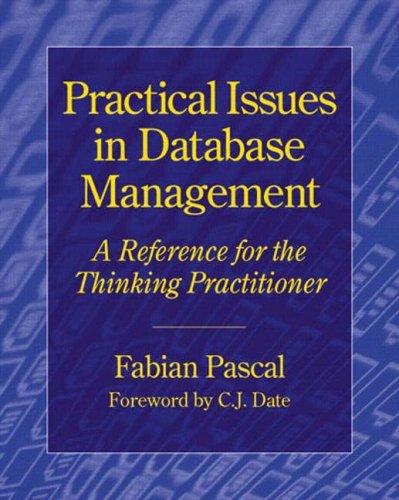 Practical Issues
in Database
Management
A Reference for the
Thinking Practitioner
Fabian Pascal
Foreword by C.J. Date